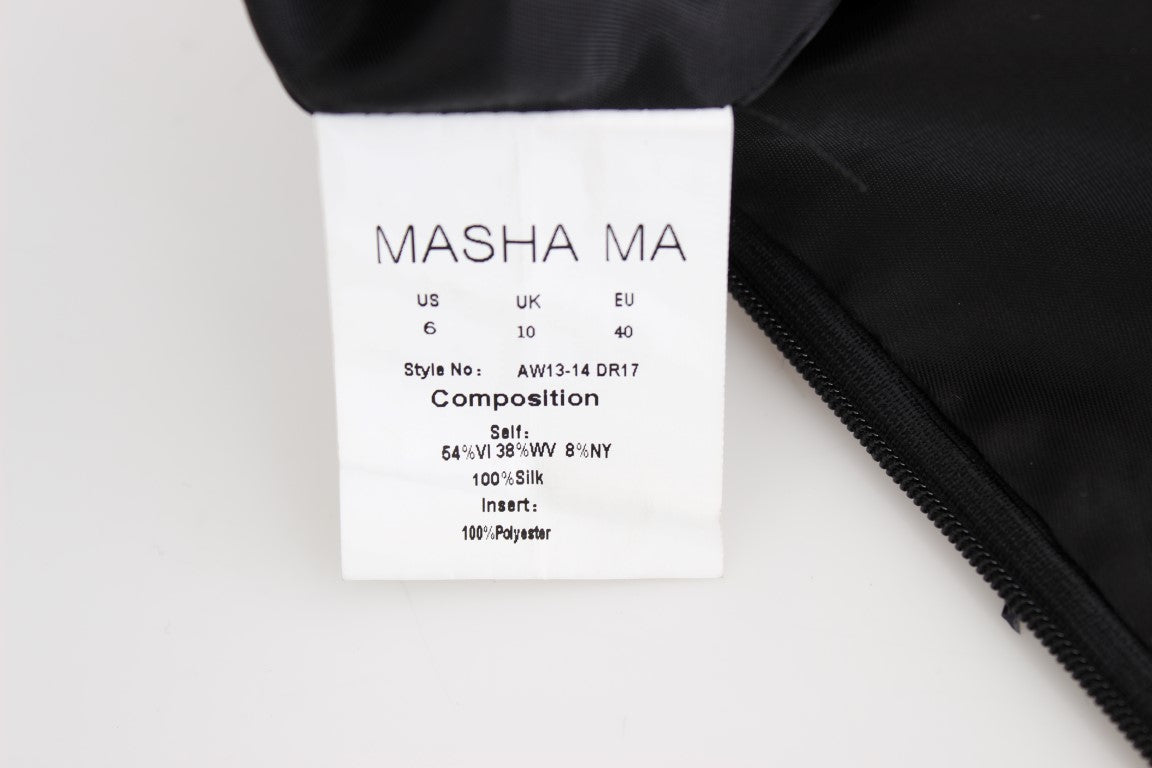 MASHA MA
US UK EU
6 10 40
Style No: AW13-14 DR17
Composition
Self:
54%VI 38%WV 8%NY
100%Silk
Insert:
100%Polyester